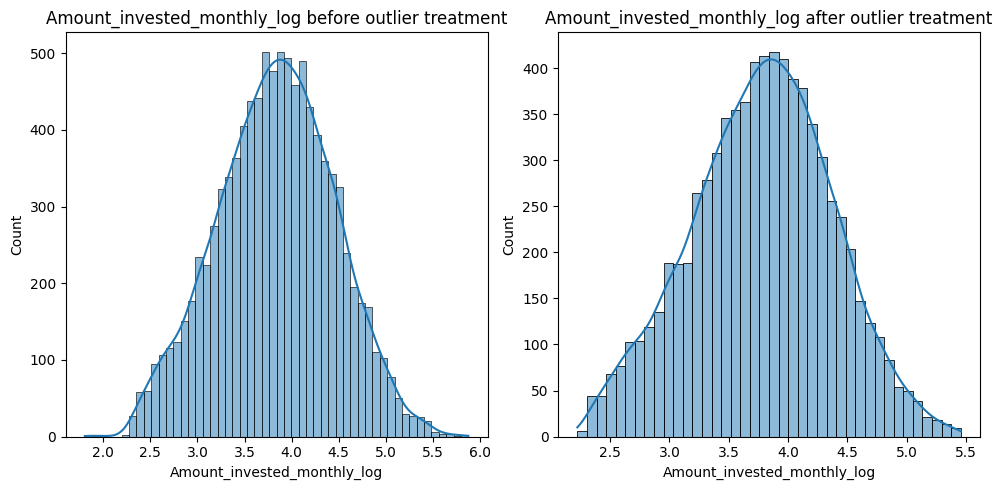 Amount_invested_monthly_log before outlier treatment
500
400
300
200
100
0
Count
2.0 2.5 3.0 3.5 4.0 4.5 5.0 5.5 6.0
Amount_invested_monthly_log
Amount_invested_monthly_log after outlier treatment
400
350
300
250
200
150
100
50
0
Count
2.5 3.0 3.5 4.0 4.5 5.0 5.5
Amount_invested_monthly_log